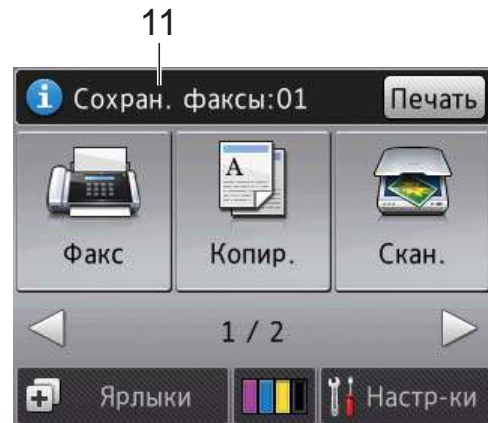 11
Сохран. факсы:01 Печать
A
Факс Копир. Скан.
1 / 2
Ярлыки Настр-ки